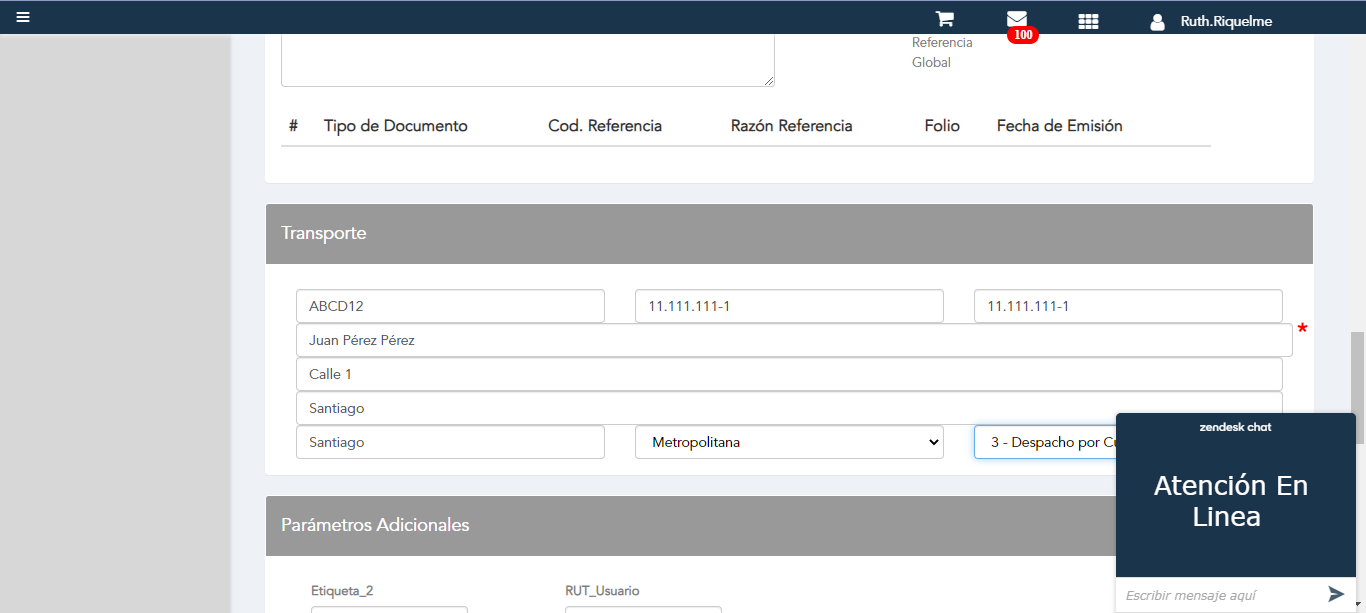 Ruth.Riquelme
100
Referencia
Global
# Tipo de Documento Cod. Referencia Razón Referencia Folio Fecha de Emisión
Transporte
ABCD12 11.111.111-1 11.111.111-1
Juan Pérez Pérez *
Calle 1
Santiago
Santiago Metropolitana 3 - Despacho por
zendesk chat
Atención En
Linea
Parámetros Adicionales
Etiqueta_2 RUT_Usuario
Escribir mensaje aquí